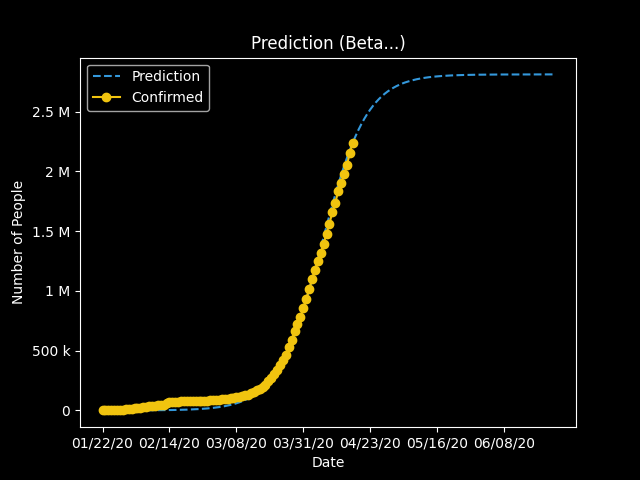 Prediction (Beta...)
Prediction
Confirmed
2.5 M
2 M
1.5 M
1 M
500 k
0
Number of People
01/22/20 02/14/20 03/08/20 03/31/20 04/23/20 05/16/20 06/08/20
Date